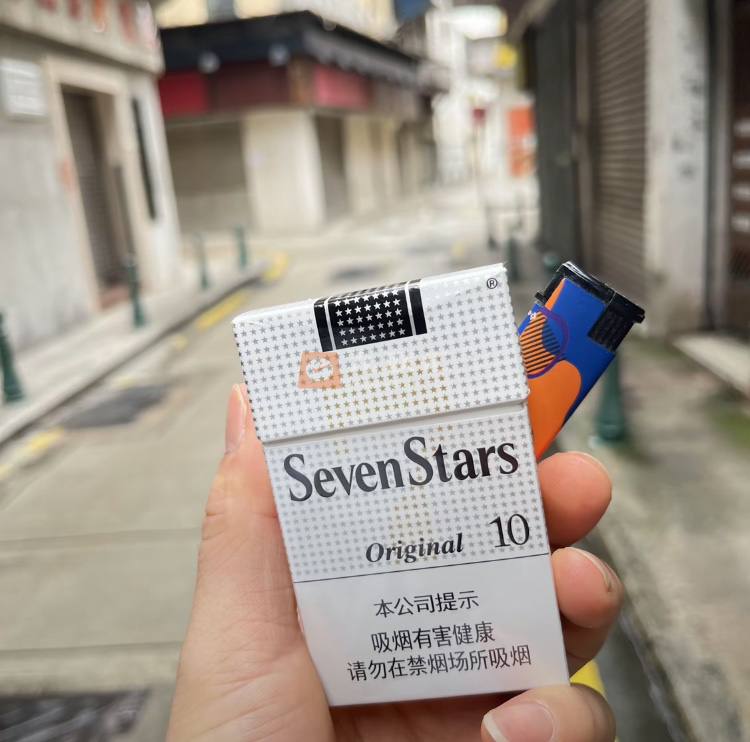 ®
SevenStars
Original 10
本公司提示
吸烟有害健康
请勿在禁烟场所吸烟